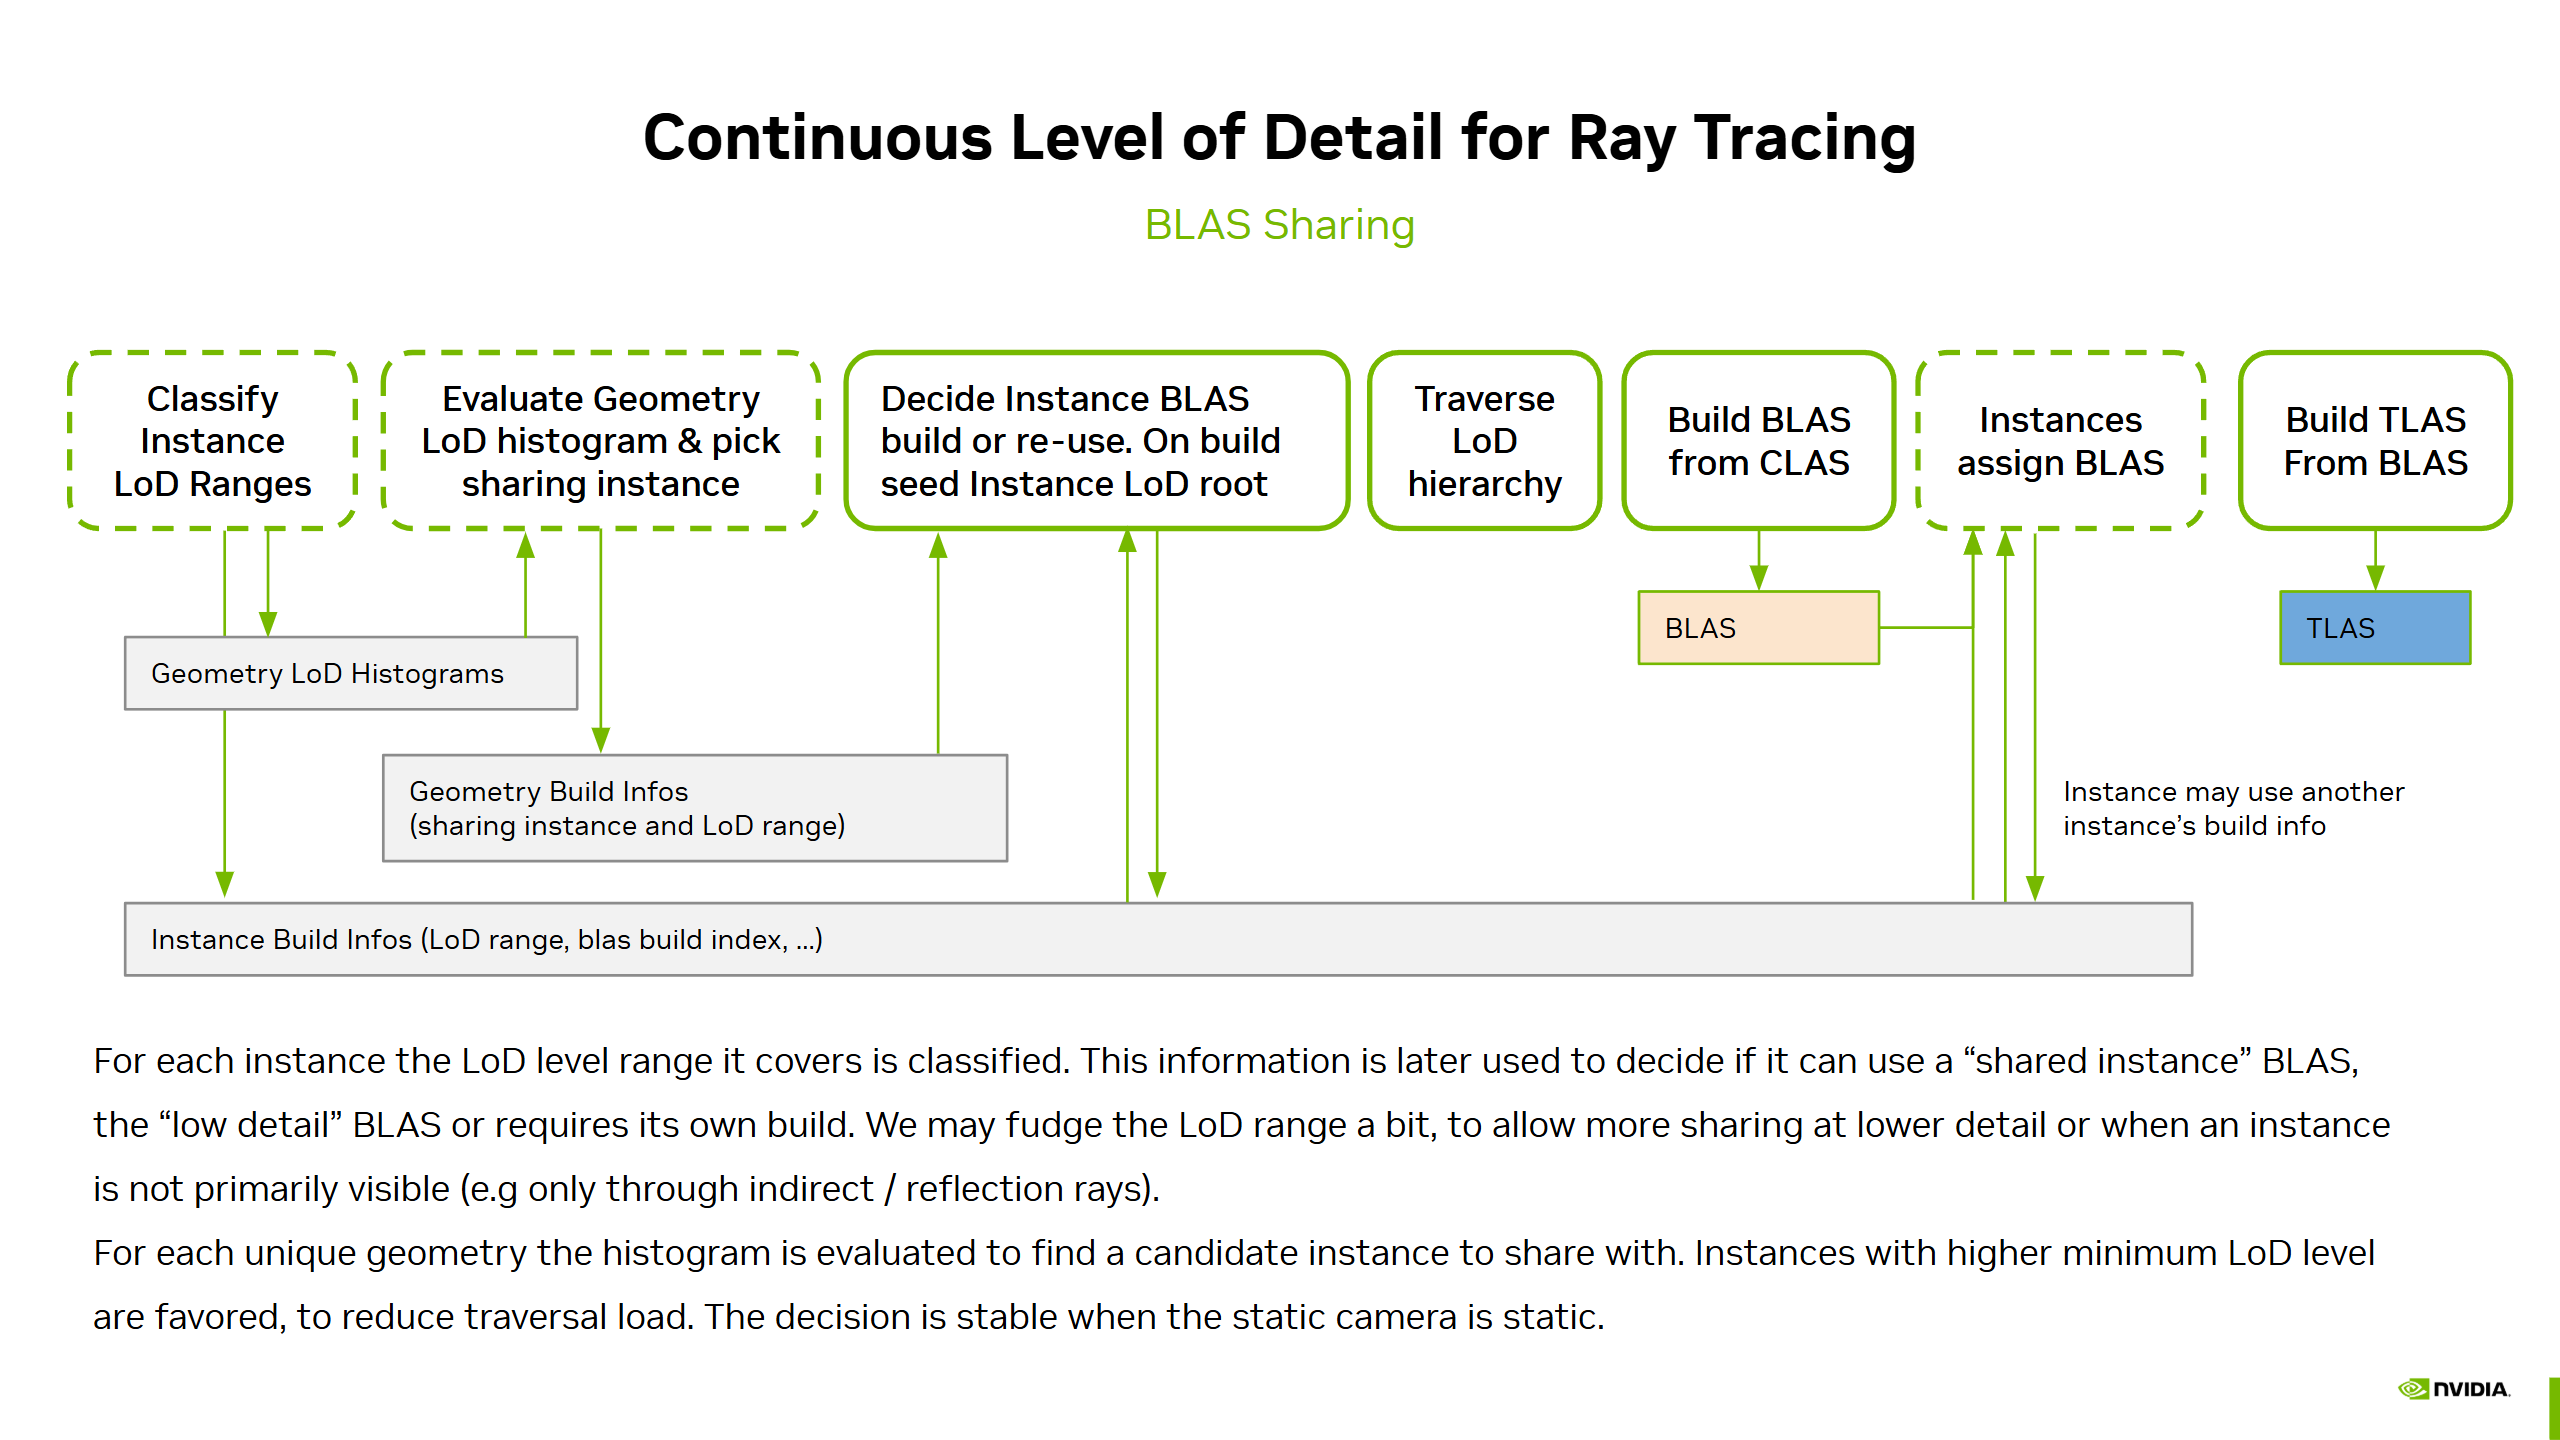 Continuous Level of Detail for Ray Tracing
BLAS Sharing
Classify
Instance
LoD Ranges
Evaluate Geometry
LoD histogram & pick
sharing instance
Decide Instance BLAS
build or re-use. On build
seed Instance LoD root
Traverse
LoD
hierarchy
Build BLAS
from CLAS
Instances
assign BLAS
Build TLAS
From BLAS
BLAS
TLAS
Geometry LoD Histograms
Geometry Build Infos
(sharing instance and LoD range)
Instance may use another
instance’s build info
Instance Build Infos (LoD range, blas build index, ...)
For each instance the LoD level range it covers is classified. This information is later used to decide if it can use a “shared instance” BLAS,
the “low detail” BLAS or requires its own build. We may fudge the LoD range a bit, to allow more sharing at lower detail or when an instance
is not primarily visible (e.g only through indirect / reflection rays).
For each unique geometry the histogram is evaluated to find a candidate instance to share with. Instances with higher minimum LoD level
are favored, to reduce traversal load. The decision is stable when the static camera is static.
NVIDIA.